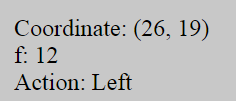 Coordinate: (26, 19)
f: 12
Action: Left